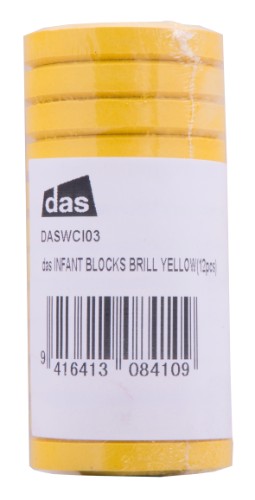 das
DASWCI03
das INFANT BLOCKS BRILL YELLOW(12pcs)
9 416413 084109